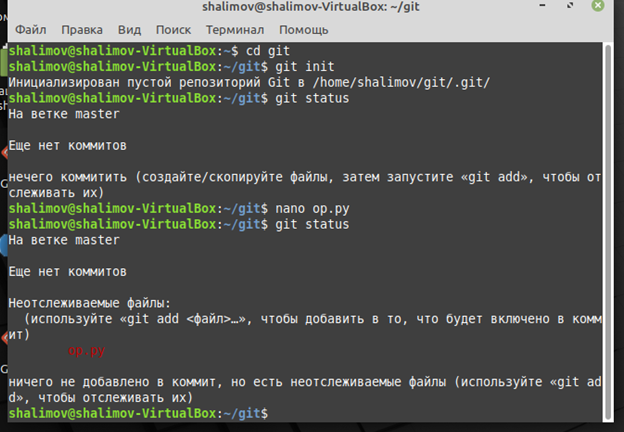 shalimov@shalimov-VirtualBox: ~/git
Файл Правка Вид Поиск Терминал Помощь
shalimov@shalimov-VirtualBox:~$ cd git
shalimov@shalimov-VirtualBox:~/git$ git init
Инициализирован пустой репозиторий Git в /home/shalimov/git/.git/
shalimov@shalimov-VirtualBox:~/git$ git status
На ветке master
Еще нет коммитов
нечего коммитить (создайте/скопируйте файлы, затем запустите «git add», чтобы от
слеживать их)
shalimov@shalimov-VirtualBox:~/git$ nano op.py
shalimov@shalimov-VirtualBox:~/git$ git status
На ветке master
Еще нет коммитов
Неотслеживаемые файлы:
(используйте «git add <файл>…», чтобы добавить в то, что будет включено в комм
ит)
op.py
ничего не добавлено в коммит, но есть неотслеживаемые файлы (используйте «git ad
d», чтобы отслеживать их)
shalimov@shalimov-VirtualBox:~/git$